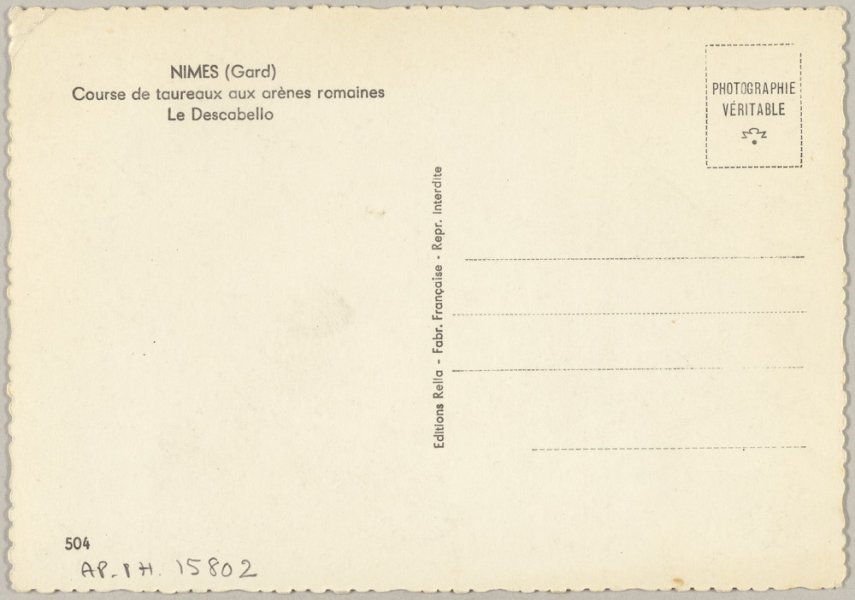 NIMES (Gard)
Course de taureaux aux arènes romaines
Le Descabello
PHOTOGRAPHIE
VÉRITABLE
Editions Rella - Fabr. Française - Repr. Interdite
504
AP-PH. 15802